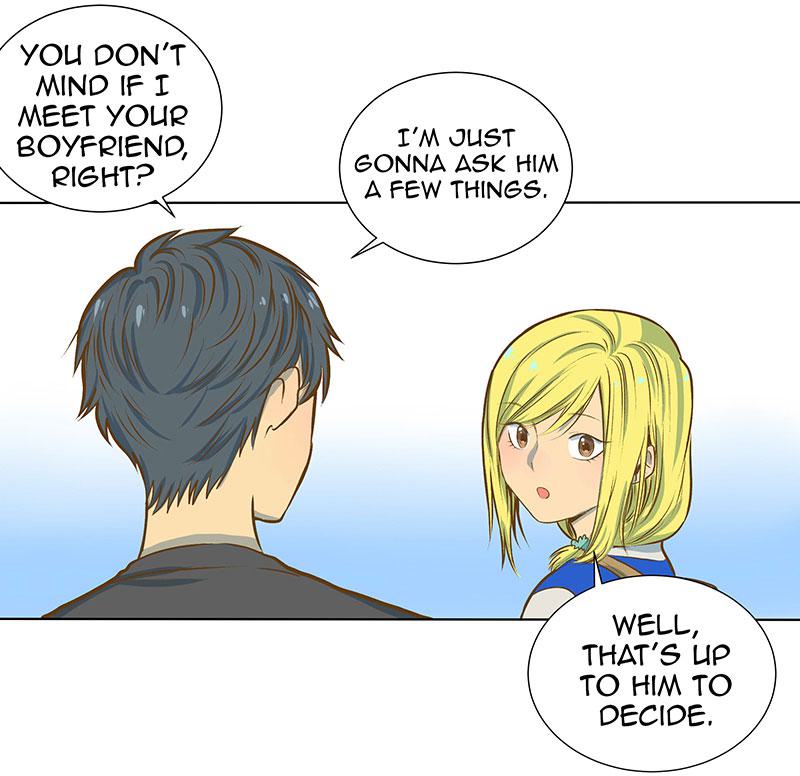 YOU DON'T
MIND IF I
MEET YOUR
BOYFRIEND,
RIGHT?
I'M JUST
GONNA ASK HIM
A FEW THINGS.
WELL,
THAT'S UP
TO HIM TO
DECIDE.